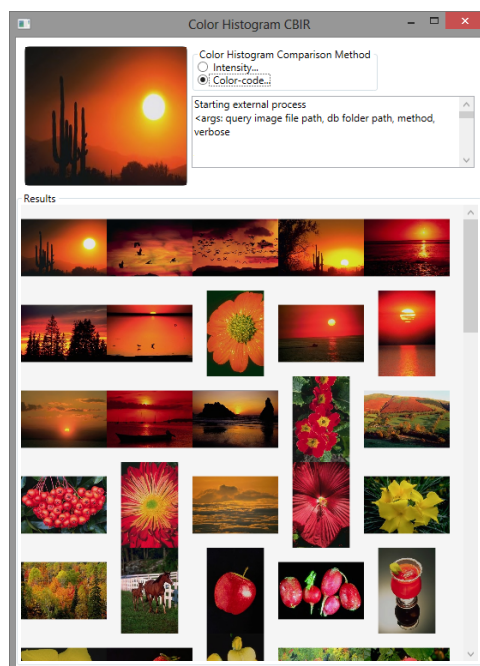 Color Histogram CBIR
Color Histogram Comparison Method
Intensity...
Color-code...
Starting external process
<args: query image file path, db folder path, method,
verbose
Results